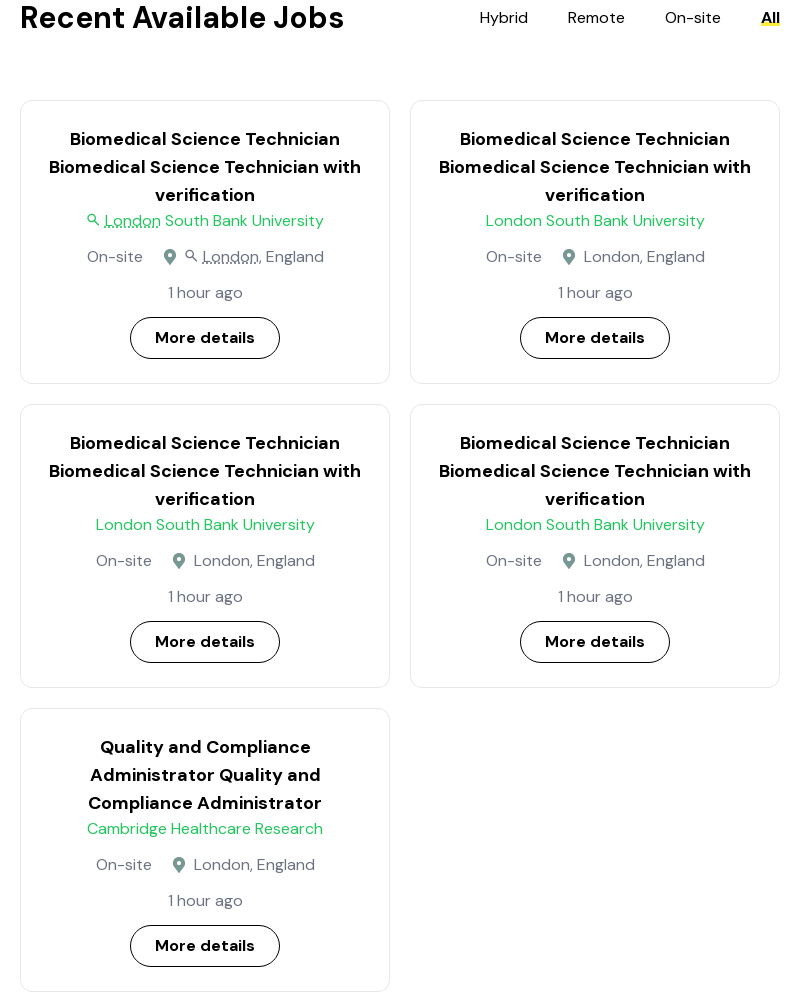 Recent Available Jobs
Hybrid Remote On-site All
Biomedical Science Technician
Biomedical Science Technician with
verification
London South Bank University
On-site London, England
1 hour ago
More details
Biomedical Science Technician
Biomedical Science Technician with
verification
London South Bank University
On-site London, England
1 hour ago
More details
Biomedical Science Technician
Biomedical Science Technician with
verification
London South Bank University
On-site London, England
1 hour ago
More details
Biomedical Science Technician
Biomedical Science Technician with
verification
London South Bank University
On-site London, England
1 hour ago
More details
Quality and Compliance
Administrator Quality and
Compliance Administrator
Cambridge Healthcare Research
On-site London, England
1 hour ago
More details